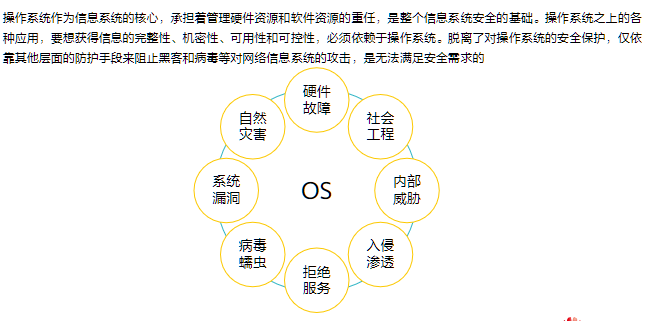 操作系统作为信息系统的核心，承担着管理硬件资源和软件资源的重任，是整个信息系统安全的基础。操作系统之上的各
种应用，要想获得信息的完整性、机密性、可用性和可控性，必须依赖于操作系统。脱离了对操作系统的安全保护，仅依
靠其他层面的防护手段来阻止黑客和病毒等对网络信息系统的攻击，是无法满足安全需求的
硬件
故障
自然
灾害
社会
工程
系统
漏洞
OS
内部
威胁
病毒
蠕虫
入侵
渗透
拒绝
服务